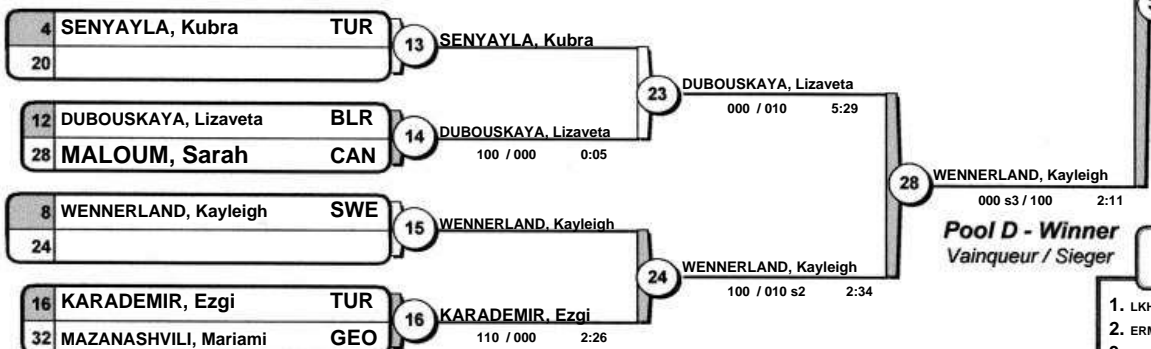 4 SENYAYLA, Kubra TUR
20
13
SENYAYLA, Kubra
12 DUBOUSKAYA, Lizaveta BLR
28 MALOUM, Sarah CAN
14
DUBOUSKAYA, Lizaveta
100 / 000 0:05
23
DUBOUSKAYA, Lizaveta
000 / 010 5:29
8 WENNERLAND, Kayleigh SWE
24
15
WENNERLAND, Kayleigh
16 KARADEMIR, Ezgi TUR
32 MAZANASHVILI, Mariami GEO
16
KARADEMIR, Ezgi
110 / 000 2:26
24
WENNERLAND, Kayleigh
100 / 010 s2 2:34
28
WENNERLAND, Kayleigh
000 s3 / 100 2:11
Pool D - Winner
Vainqueur / Sieger
1.
2.